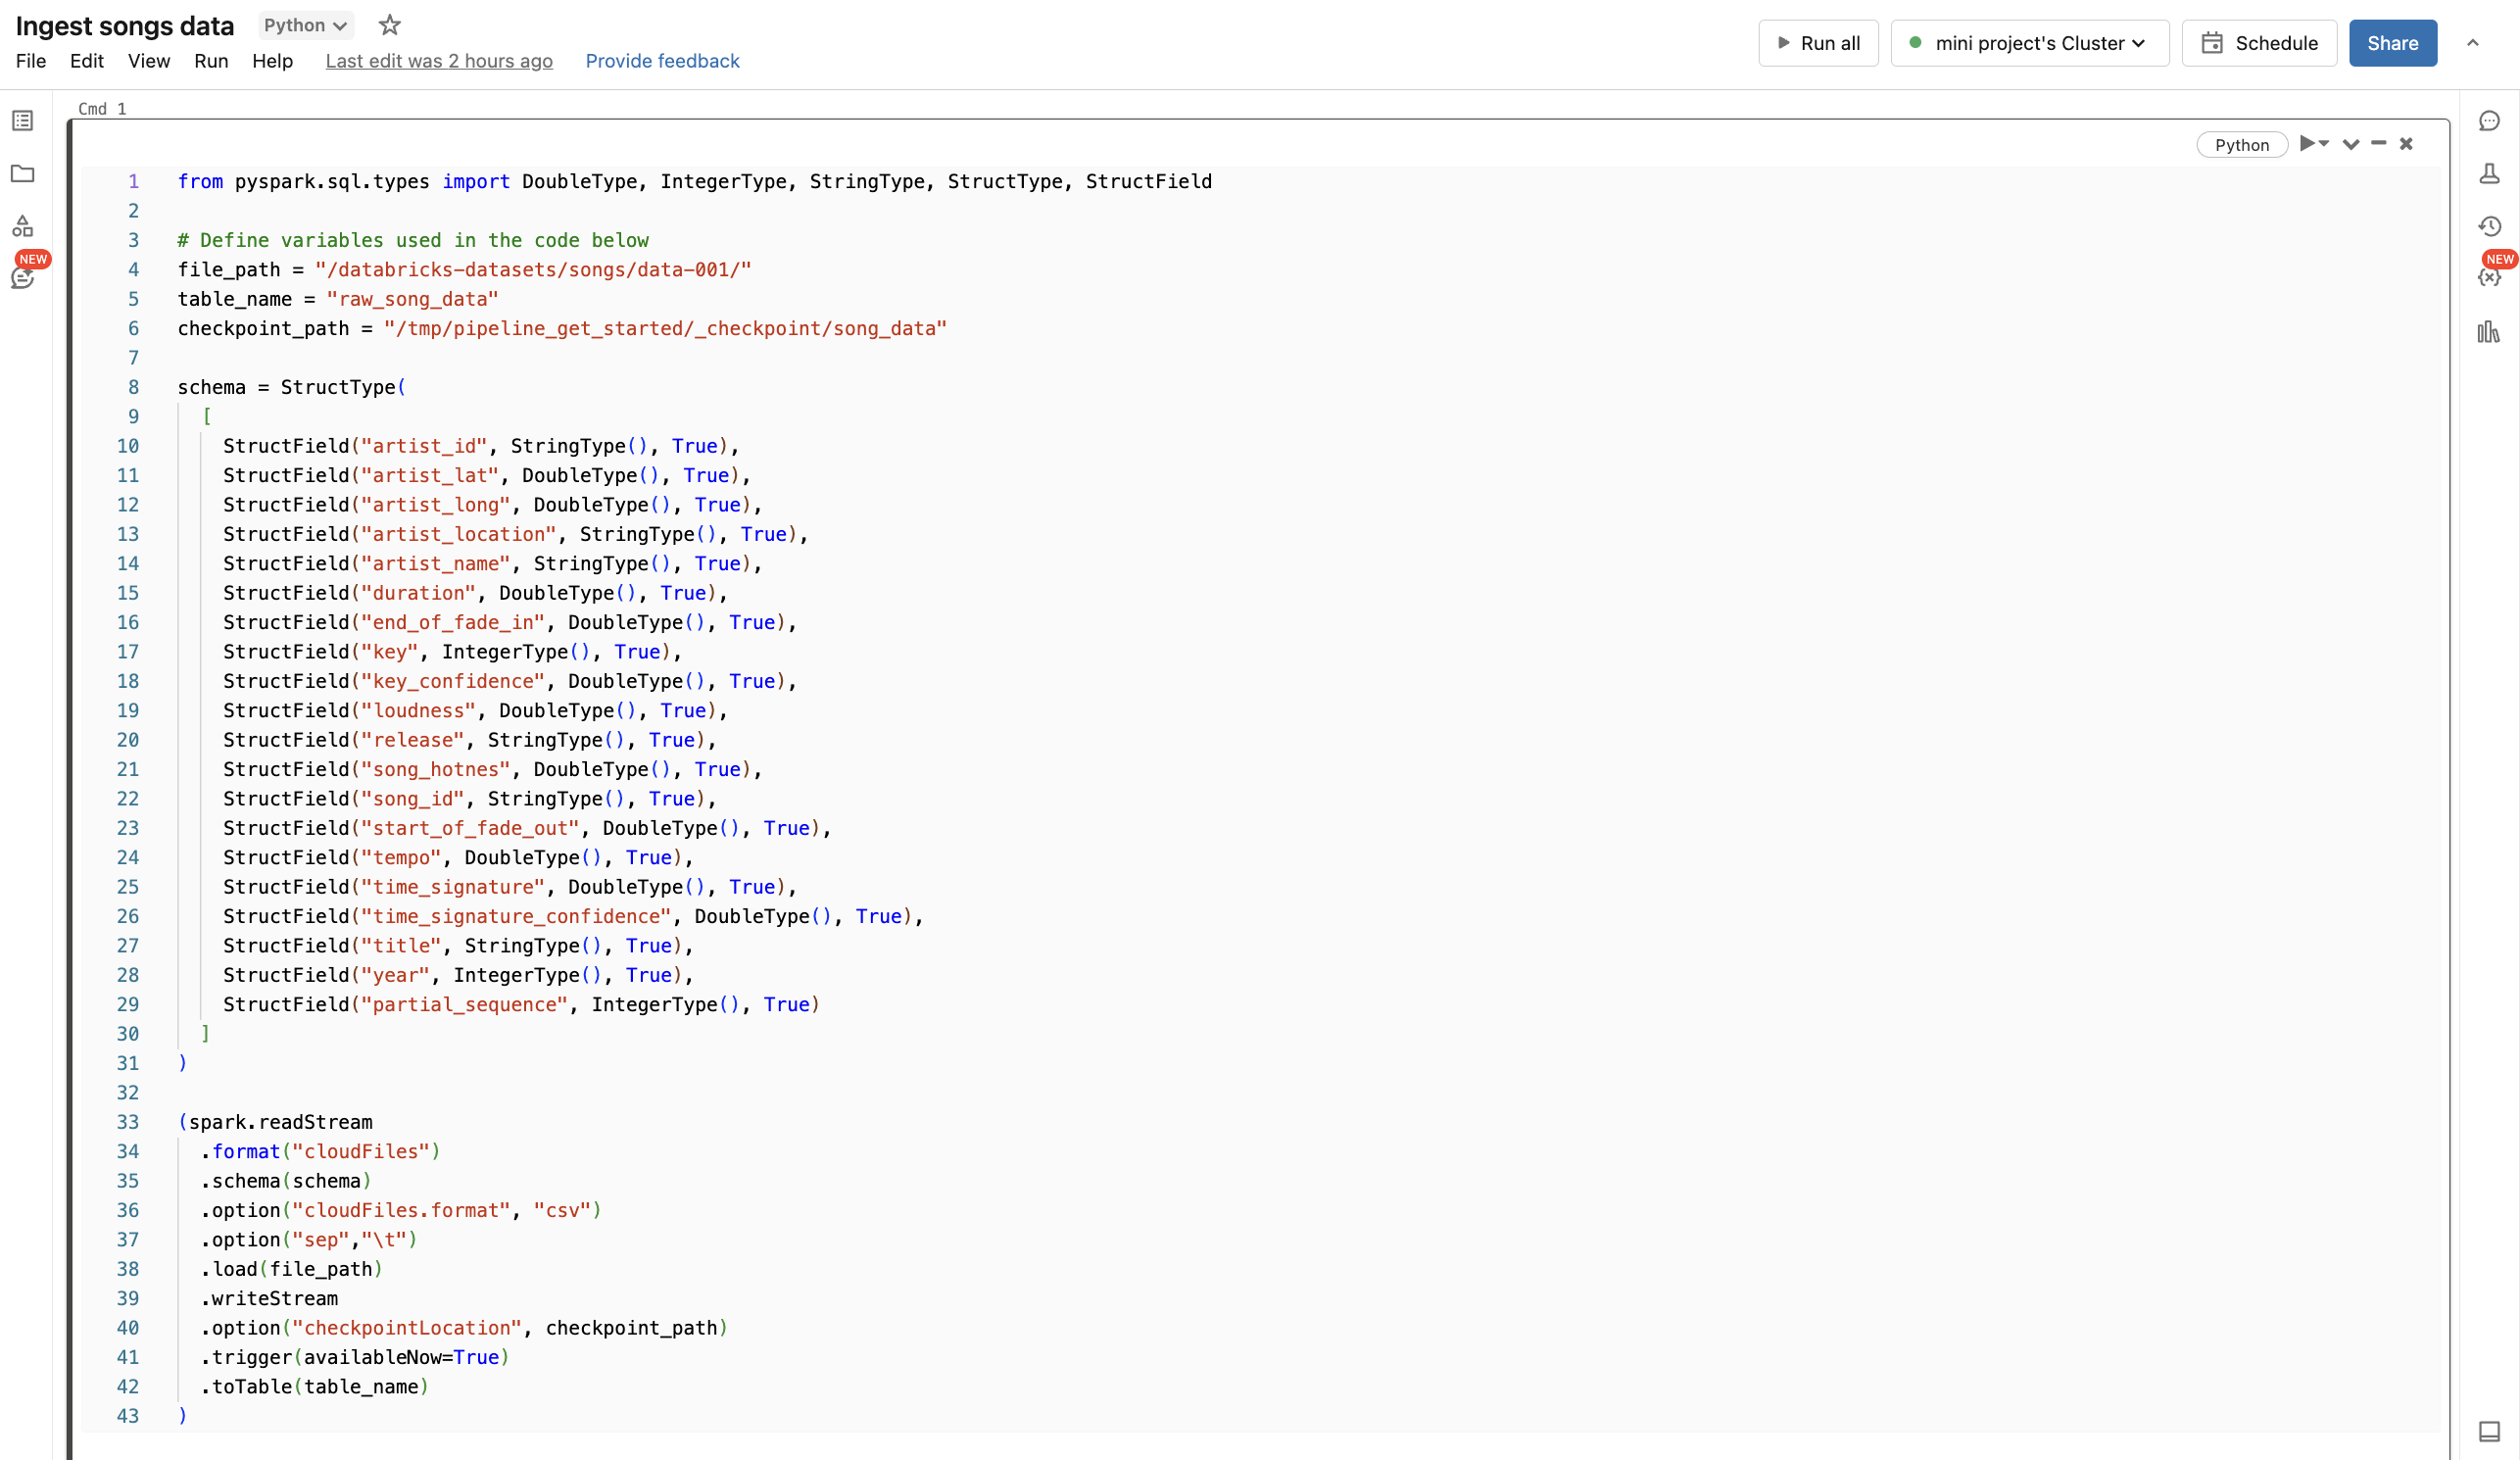 Ingest songs data Python
File Edit View Run Help Last edit was 2 hours ago Provide feedback
Run all mini project's Cluster Schedule Share
NEW
NEW
Cmd 1
Python
1 from pyspark.sql.types import DoubleType, IntegerType, StringType, StructType, StructField
2
3 # Define variables used in the code below
4 file_path = "/databricks-datasets/songs/data-001/"
5 table_name = "raw_song_data"
6 checkpoint_path = "/tmp/pipeline_get_started/_checkpoint/song_data"
7
8 schema = StructType(
9 [
10 StructField("artist_id", StringType(), True),
11 StructField("artist_lat", DoubleType(), True),
12 StructField("artist_long", DoubleType(), True),
13 StructField("artist_location", StringType(), True),
14 StructField("artist_name", StringType(), True),
15 StructField("duration", DoubleType(), True),
16 StructField("end_of_fade_in", DoubleType(), True),
17 StructField("key", IntegerType(), True),
18 StructField("key_confidence", DoubleType(), True),
19 StructField("loudness", DoubleType(), True),
20 StructField("release", StringType(), True),
21 StructField("song_hotnes", DoubleType(), True),
22 StructField("song_id", StringType(), True),
23 StructField("start_of_fade_out", DoubleType(), True),
24 StructField("tempo", DoubleType(), True),
25 StructField("time_signature", DoubleType(), True),
26 StructField("time_signature_confidence", DoubleType(), True),
27 StructField("title", StringType(), True),
28 StructField("year", IntegerType(), True),
29 StructField("partial_sequence", IntegerType(), True)
30 ]
31 )
32
33 (spark.readStream
34 .format("cloudFiles")
35 .schema(schema)
36 .option("cloudFiles.format", "csv")
37 .option("sep","\t")
38 .load(file_path)
39 .writeStream
40 .option("checkpointLocation", checkpoint_path)
41 .trigger(availableNow=True)
42 .toTable(table_name)
43 )